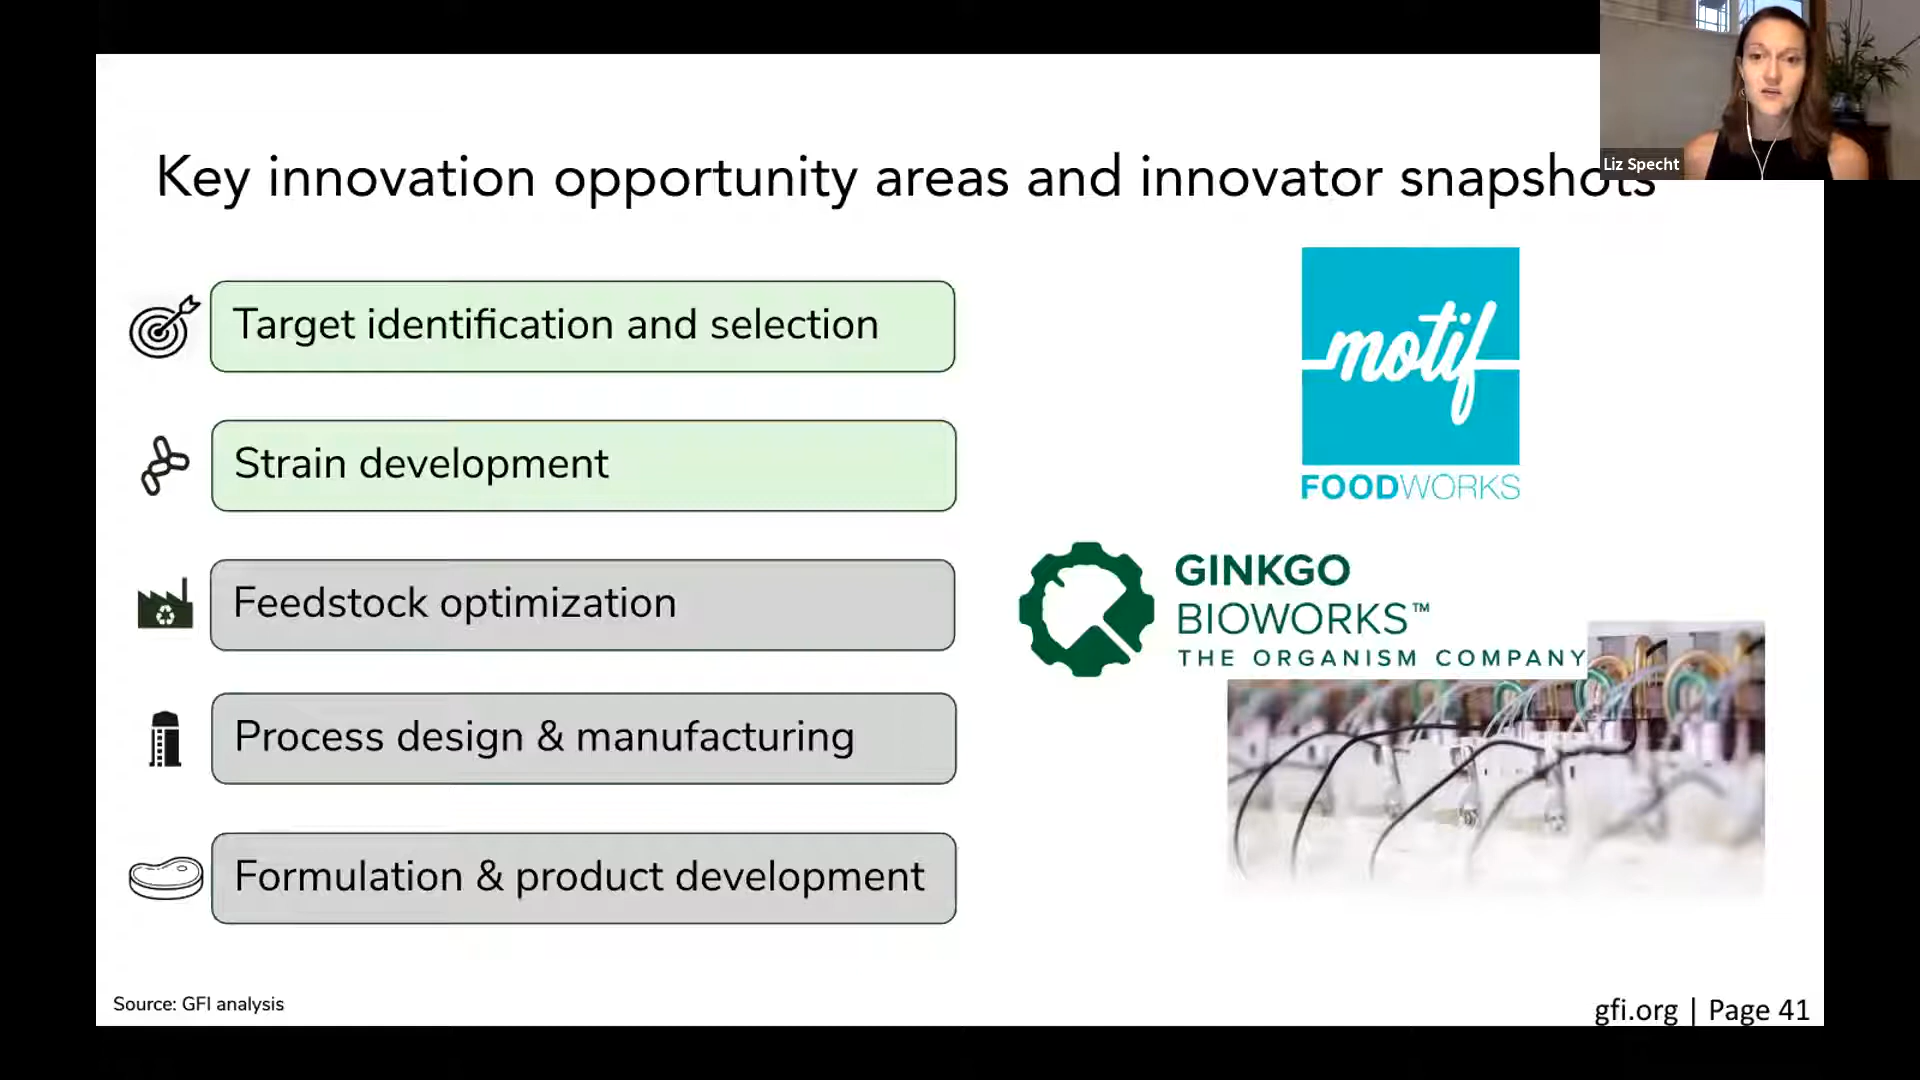 Liz Specht
Key innovation opportunity areas and innovator snapshots
Target identification and selection
Strain development
Feedstock optimization
Process design & manufacturing
Formulation & product development
motif
FOODWORKS
GINKGO
BIOWORKS™
THE ORGANISM COMPANY
Source: GFI analysis
gfi.org | Page 41